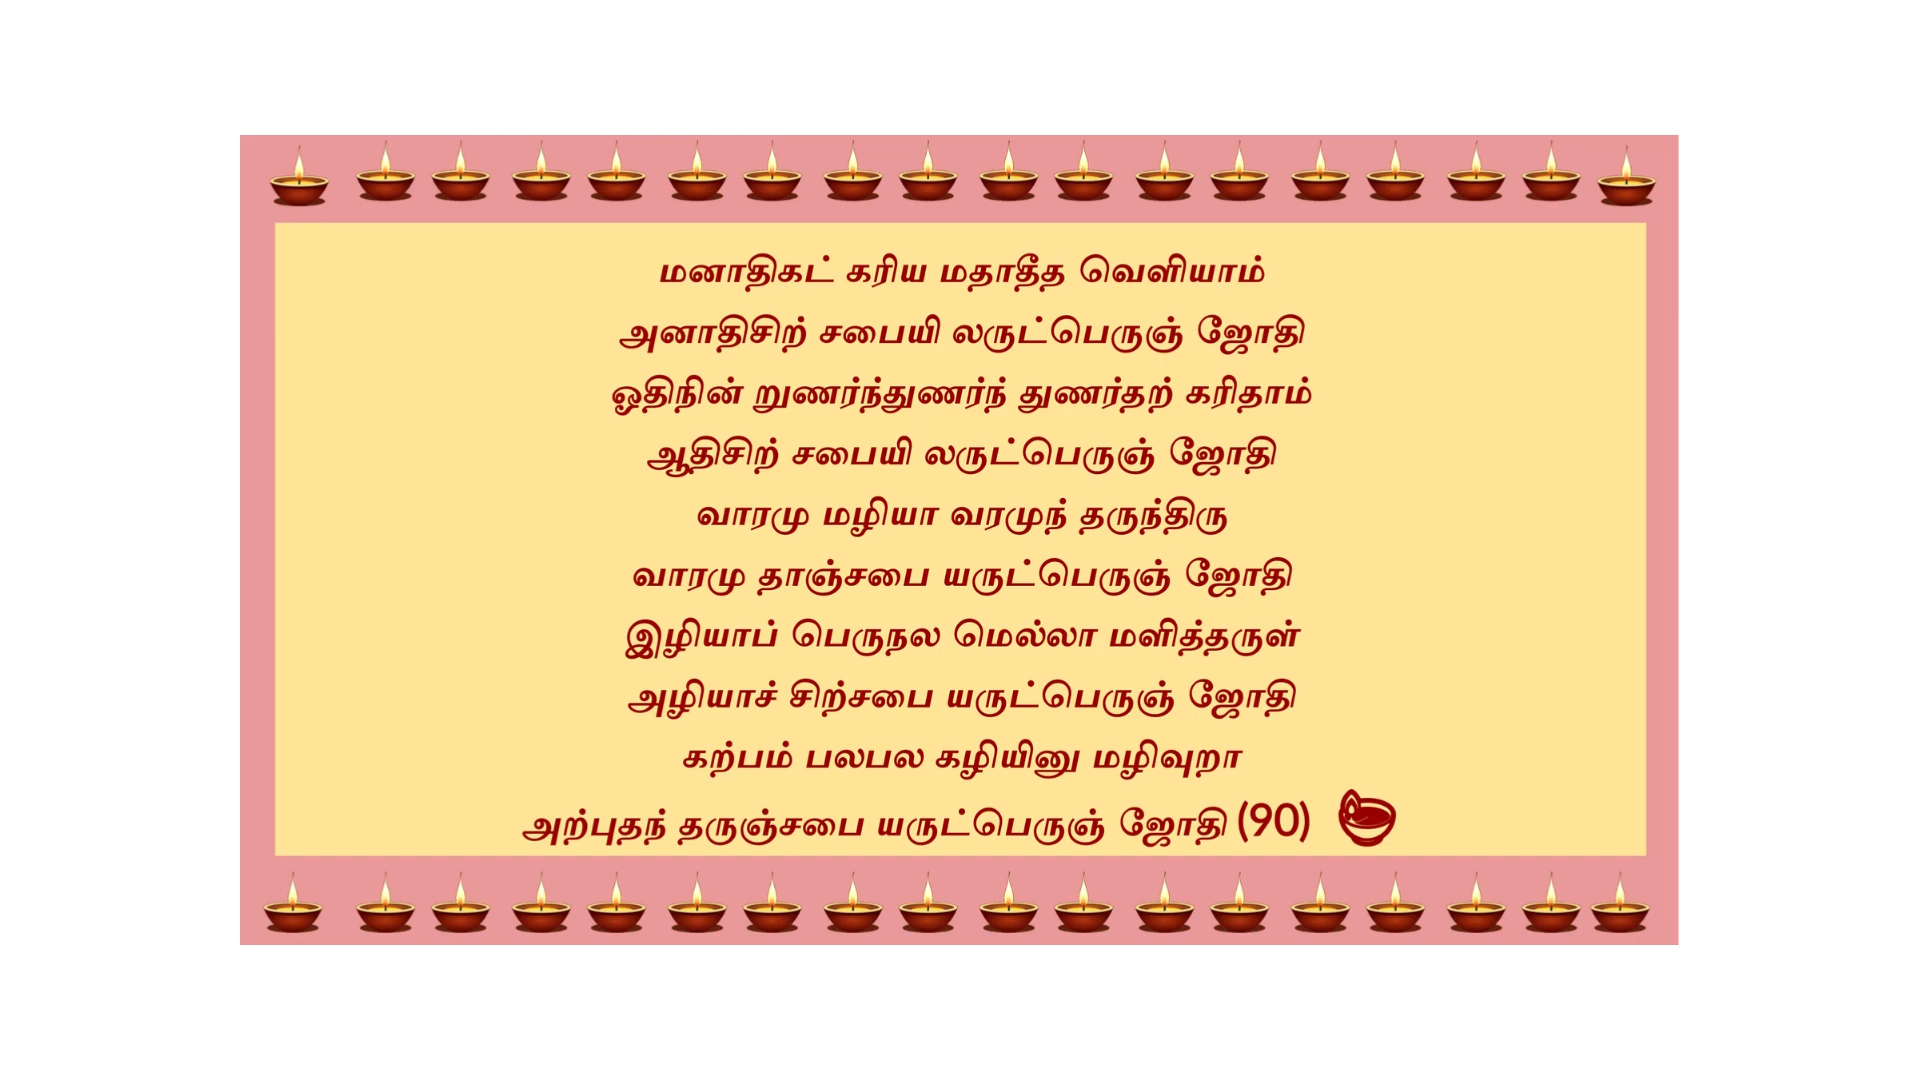 மனாதிகட் கரிய மதாதீத வெளியாம்
அனாதிசிற் சபையி லருட்பெருஞ் ஜோதி
ஓதிநின் றுணர்ந்துணர்ந் துணர்தற் கரிதாம்
ஆதிசிற் சபையி லருட்பெருஞ் ஜோதி
வாரமு மழியா வரமுந் தருந்திரு
வாரமு தாஞ்சபை யருட்பெருஞ் ஜோதி
இழியாப் பெருநல மெல்லா மளித்தருள்
அழியாச் சிற்சபை யருட்பெருஞ் ஜோதி
கற்பம் பலபல கழியினு மழிவுறா
அற்புதந் தருஞ்சபை யருட்பெருஞ் ஜோதி (90)